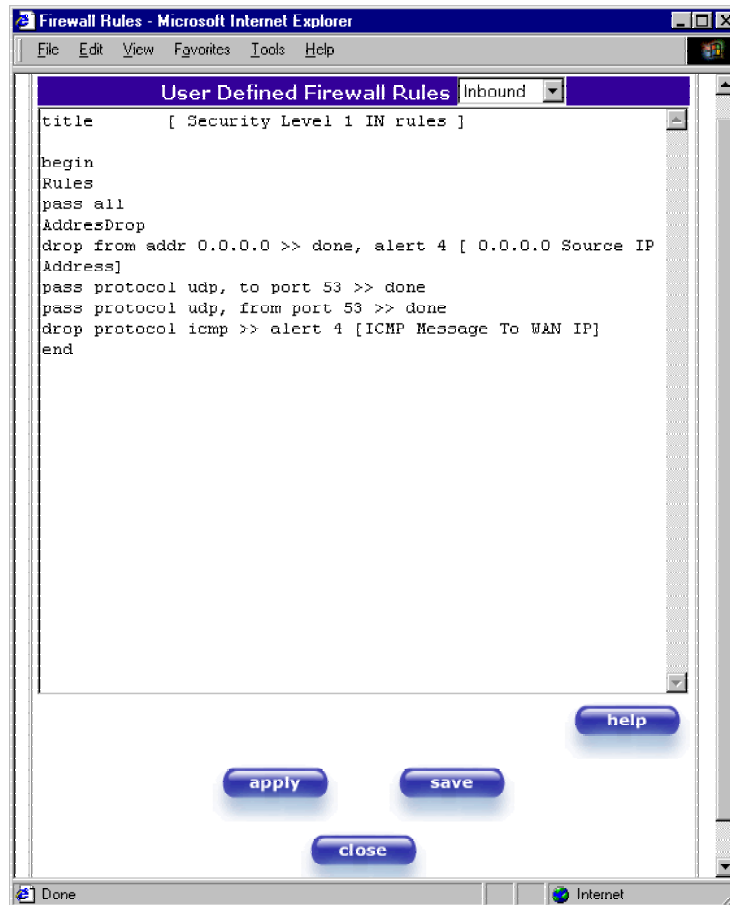 Firewall Rules - Microsoft Internet Explorer
File Edit View Favorites Tools Help
User Defined Firewall Rules Inbound
title [ Security Level 1 IN rules ]
begin
Rules
pass all
AddresDrop
drop from addr 0.0.0.0 >> done, alert 4 [ 0.0.0.0 Source IP
Address]
pass protocol udp, to port 53 >> done
pass protocol udp, from port 53 >> done
drop protocol icmp >> alert 4 [ICMP Message To WAN IP]
end
help
apply save
close
Done Internet